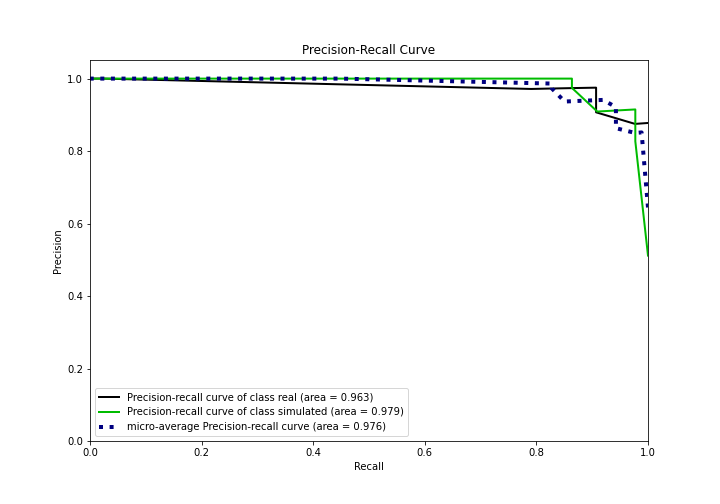 Precision-Recall Curve
1.0
0.8
0.6
0.4
0.2
0.0
Precision
Precision-recall curve of class real (area = 0.963)
Precision-recall curve of class simulated (area = 0.979)
micro-average Precision-recall curve (area = 0.976)
0.0 0.2 0.4 0.6 0.8 1.0
Recall